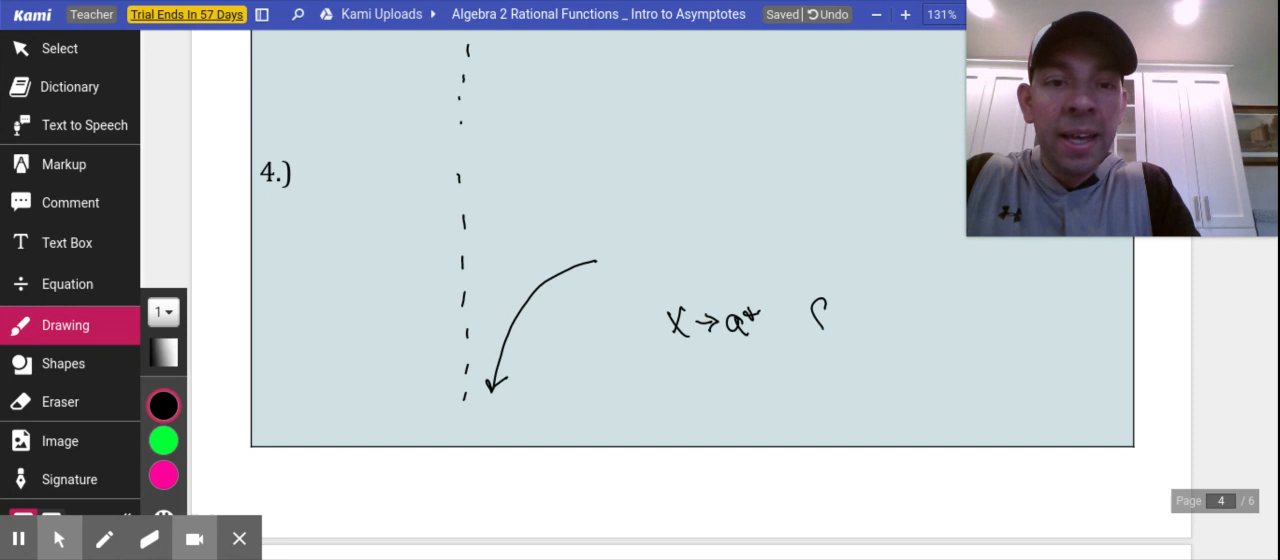 Kami Teacher Trial Ends In 57 Days Kami Uploads Algebra 2 Rational Functions _ Intro to Asymptotes Saved Undo 131%
Select
Dictionary
Text to Speech
4.)
Markup
Comment
Text Box
Equation
1
Drawing
X → a+
Shapes
Eraser
Image
Signature
Page 4 / 6